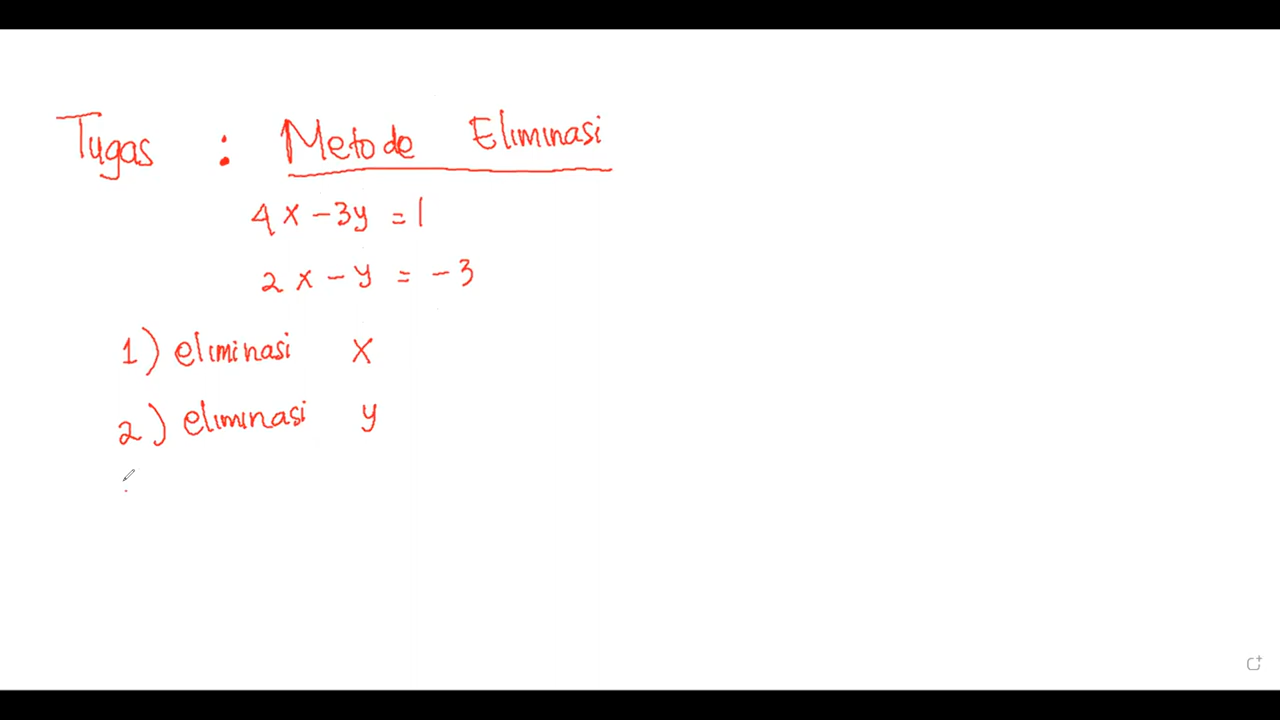 Tugas : Metode Eliminasi
4x - 3y = 1
2x - y = -3
1) eliminasi x
2) eliminasi y